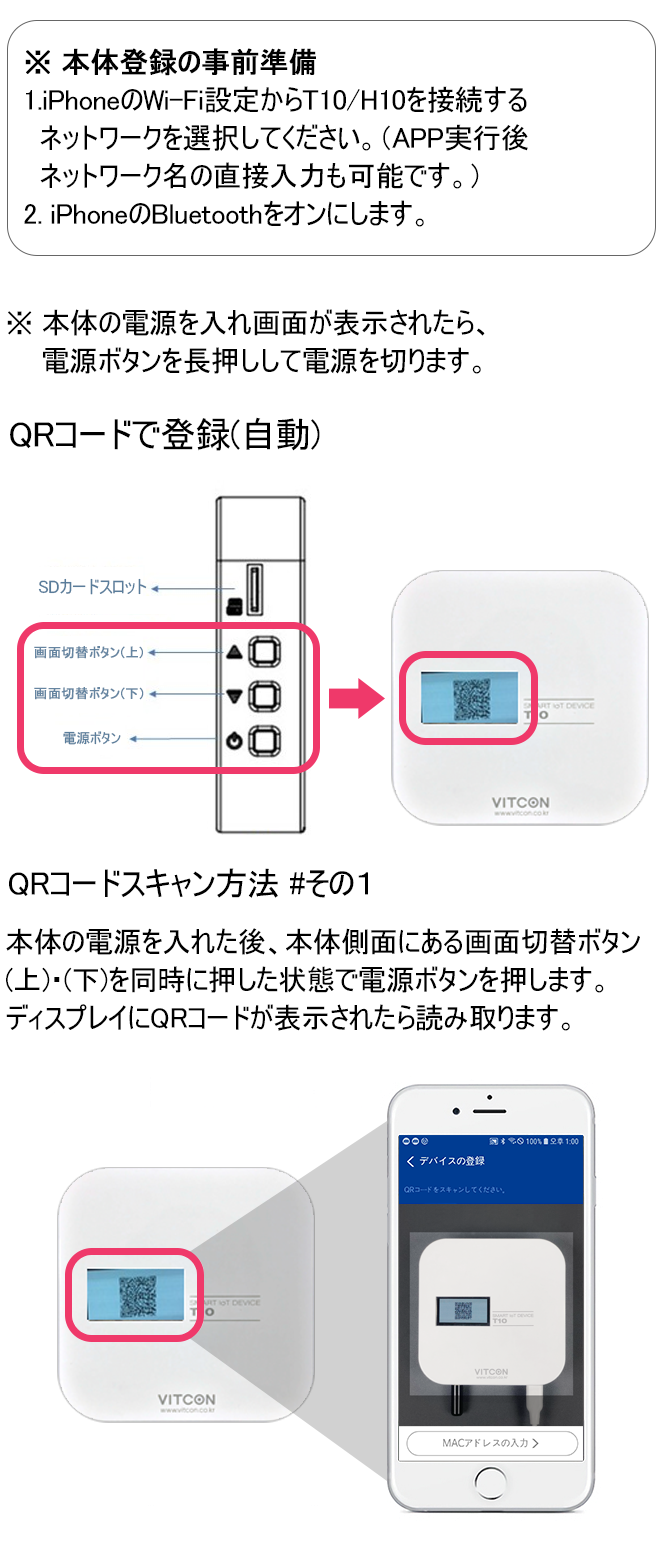 ※ 本体登録の事前準備
1.iPhoneのWi-Fi設定からT10/H10を接続する
ネットワークを選択してください。（APP実行後
ネットワーク名の直接入力も可能です。）
2. iPhoneのBluetoothをオンにします。
※ 本体の電源を入れ画面が表示されたら、
電源ボタンを長押しして電源を切ります。
QRコードで登録(自動)
SDカードスロット
画面切替ボタン(上)
画面切替ボタン(下)
電源ボタン
SMART IoT DEVICE
T10
VITCON
www.vitcon.co.kr
QRコードスキャン方法 #その1
本体の電源を入れた後、本体側面にある画面切替ボタン
(上)・(下)を同時に押した状態で電源ボタンを押します。
ディスプレイにQRコードが表示されたら読み取ります。
SMART IoT DEVICE
T10
VITCON
www.vitcon.co.kr
100% 오후 1:00
デバイスの登録
QRコードをスキャンしてください。
SMART IoT DEVICE
T10
VITCON
www.vitcon.co.kr
MACアドレスの入力